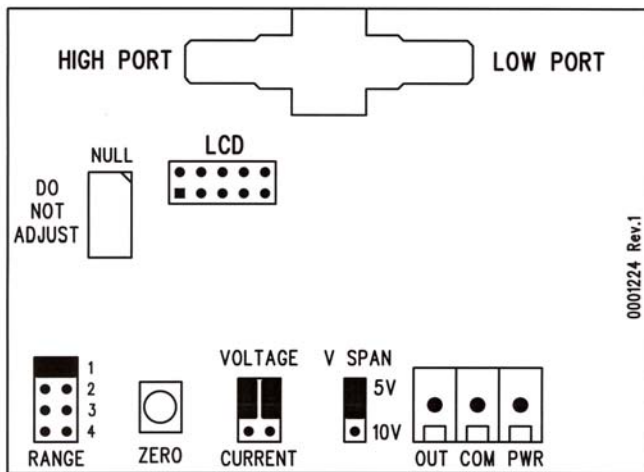 HIGH PORT
LOW PORT
LCD
NULL
DO
NOT
ADJUST
0001224 Rev.1
1
2
3
4
RANGE
ZERO
VOLTAGE
CURRENT
V SPAN
5V
10V
OUT COM PWR